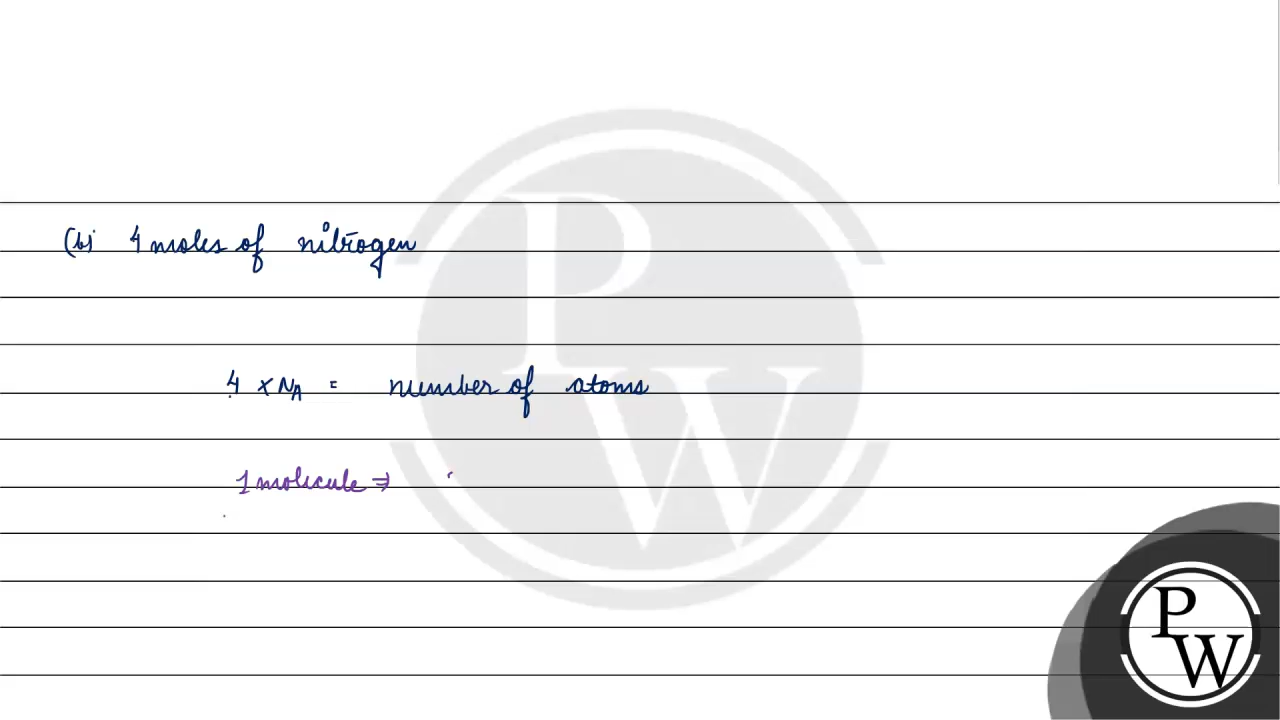 (b) 4 moles of nitrogen
4 × NA = number of atoms
1 molecule ⇒
P
W
P
W